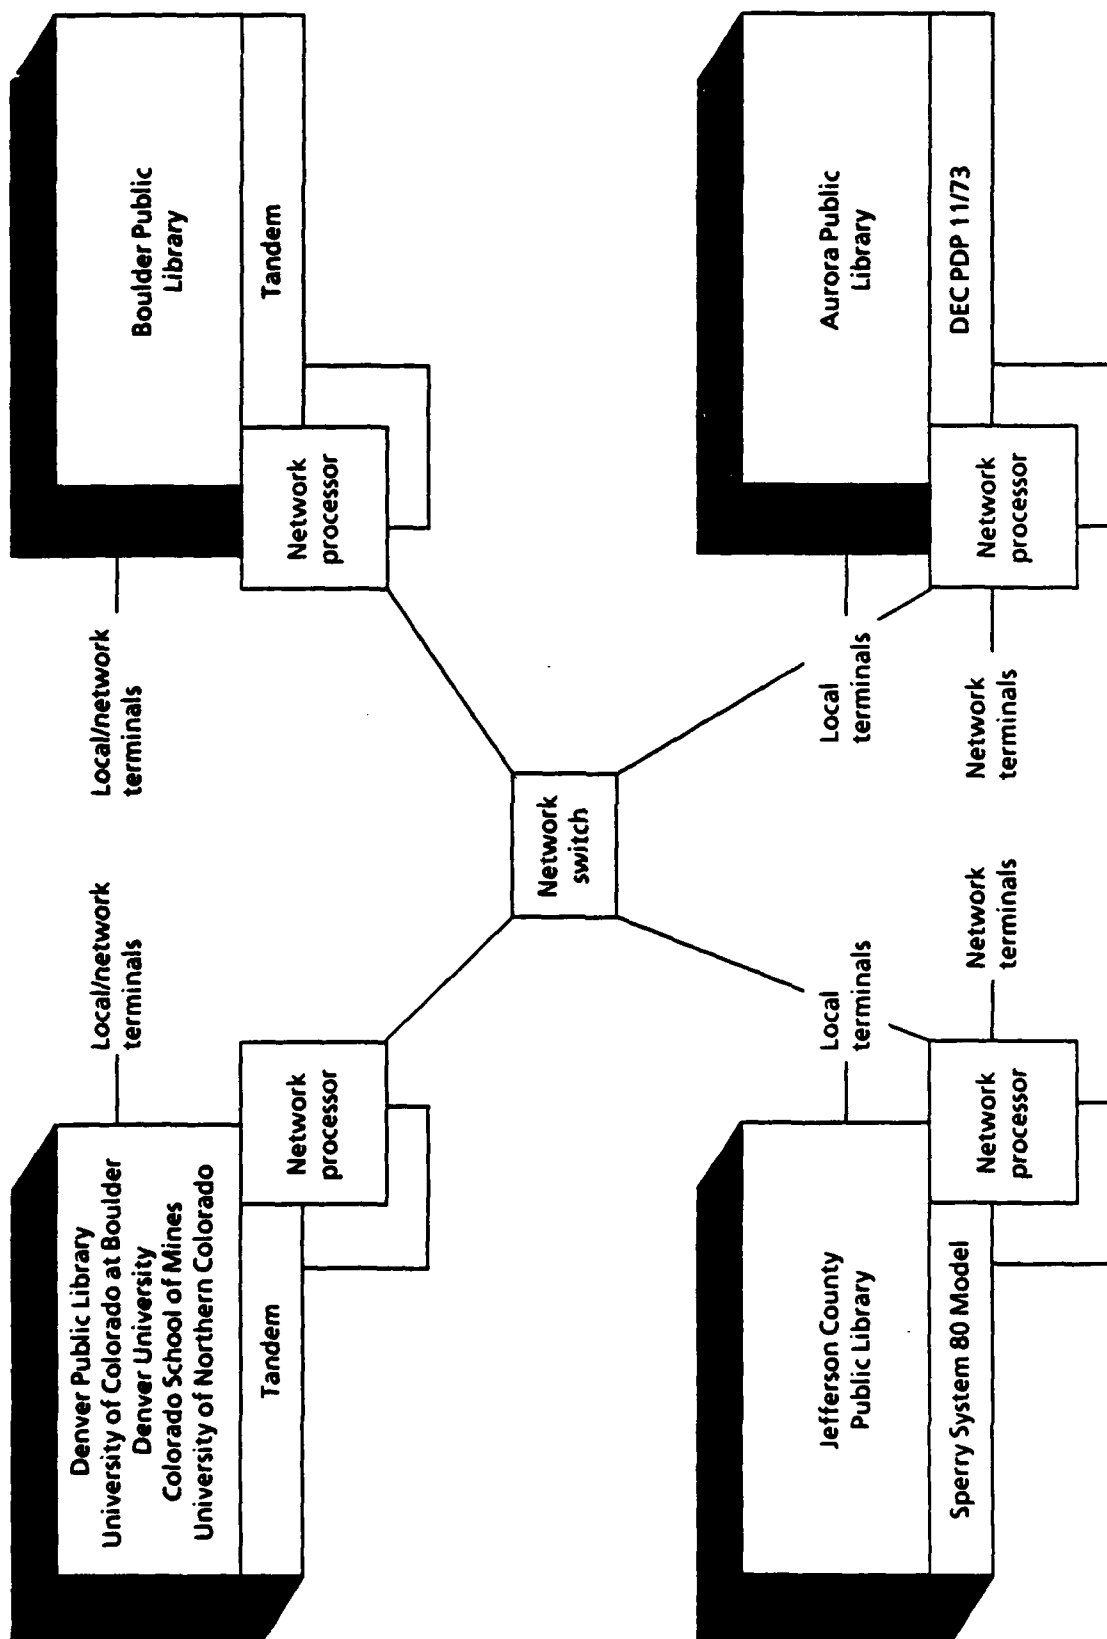 Denver Public Library
University of Colorado at Boulder
Denver University
Colorado School of Mines
University of Northern Colorado
Tandem
Network
processor
Local/network
terminals
Local/network
terminals
Boulder Public
Library
Tandem
Network
processor
Network
switch
Jefferson County
Public Library
Sperry System 80 Model
Network
processor
Local
terminals
Network
terminals
Local
terminals
Network
terminals
Aurora Public
Library
DEC PDP 11/73
Network
processor